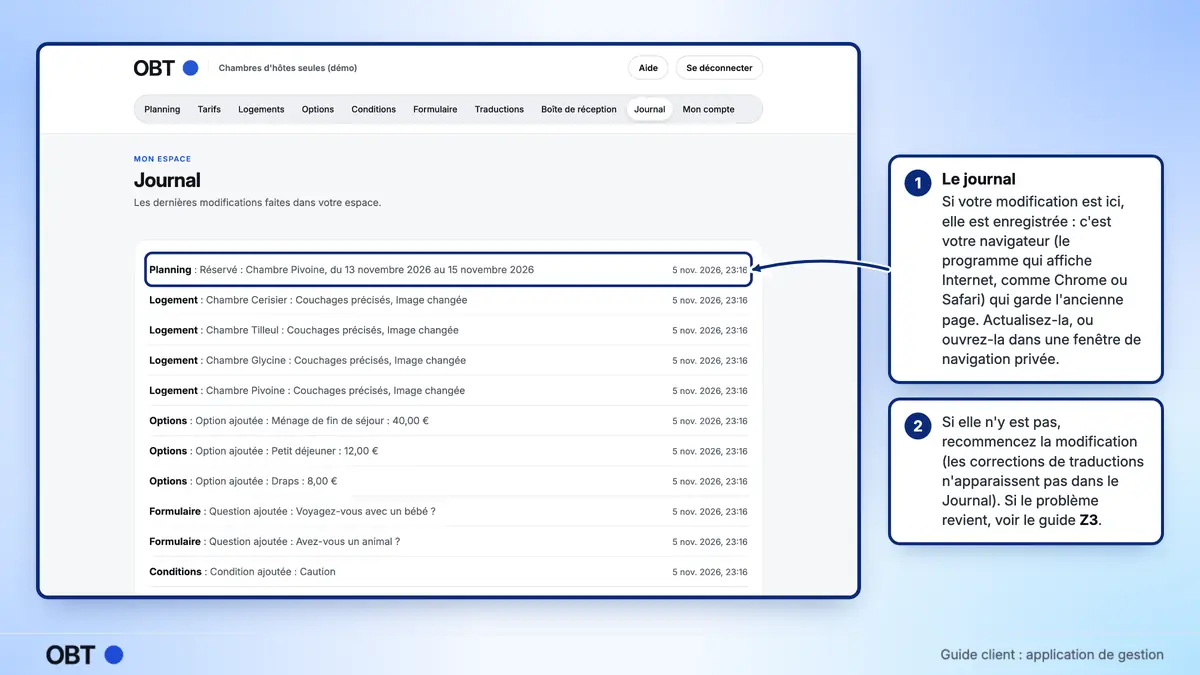 OBT
Chambres d'hôtes seules (démo)
Aide
Se déconnecter
Planning
Tarifs
Logements
Options
Conditions
Formulaire
Traductions
Boîte de réception
Journal
Mon compte
MON ESPACE
Journal
Les dernières modifications faites dans votre espace.
Planning : Réservé : Chambre Pivoine, du 13 novembre 2026 au 15 novembre 2026 5 nov. 2026, 23:16
Logement : Chambre Cerisier : Couchages précisés, Image changée 5 nov. 2026, 23:16
Logement : Chambre Tilleul : Couchages précisés, Image changée 5 nov. 2026, 23:16
Logement : Chambre Glycine : Couchages précisés, Image changée 5 nov. 2026, 23:16
Logement : Chambre Pivoine : Couchages précisés, Image changée 5 nov. 2026, 23:16
Options : Option ajoutée : Ménage de fin de séjour : 40,00 € 5 nov. 2026, 23:16
Options : Option ajoutée : Petit déjeuner : 12,00 € 5 nov. 2026, 23:16
Options : Option ajoutée : Draps : 8,00 € 5 nov. 2026, 23:16
Formulaire : Question ajoutée : Voyagez-vous avec un bébé ? 5 nov. 2026, 23:16
Formulaire : Question ajoutée : Avez-vous un animal ? 5 nov. 2026, 23:16
Conditions : Condition ajoutée : Caution 5 nov. 2026, 23:16
1 Le journal
Si votre modification est ici,
elle est enregistrée : c'est
votre navigateur (le
programme qui affiche
Internet, comme Chrome ou
Safari) qui garde l'ancienne
page. Actualisez-la, ou
ouvrez-la dans une fenêtre de
navigation privée.
2 Si elle n'y est pas,
recommencez la modification
(les corrections de traductions
n'apparaissent pas dans le
Journal). Si le problème
revient, voir le guide Z3.
OBT
Guide client : application de gestion